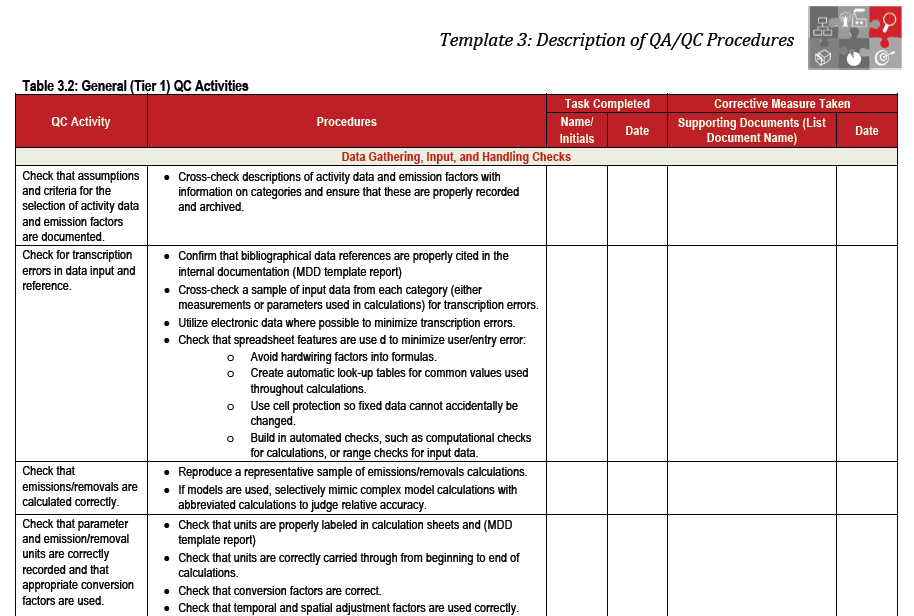 Template 3: Description of QA/QC Procedures
Table 3.2: General (Tier 1) QC Activities
QC Activity
Procedures
Task Completed
Corrective Measure Taken
Name/
Initials
Date
Supporting Documents (List
Document Name)
Date
Data Gathering, Input, and Handling Checks
Check that assumptions
and criteria for the
selection of activity data
and emission factors
are documented.
● Cross-check descriptions of activity data and emission factors with
information on categories and ensure that these are properly recorded
and archived.
Check for transcription
errors in data input and
reference.
● Confirm that bibliographical data references are properly cited in the
internal documentation (MDD template report)
● Cross-check a sample of input data from each category (either
measurements or parameters used in calculations) for transcription errors.
● Utilize electronic data where possible to minimize transcription errors.
● Check that spreadsheet features are use d to minimize user/entry error:
o Avoid hardwiring factors into formulas.
o Create automatic look-up tables for common values used
throughout calculations.
o Use cell protection so fixed data cannot accidentally be
changed.
o Build in automated checks, such as computational checks
for calculations, or range checks for input data.
Check that
emissions/removals are
calculated correctly.
● Reproduce a representative sample of emissions/removals calculations.
● If models are used, selectively mimic complex model calculations with
abbreviated calculations to judge relative accuracy.
Check that parameter
and emission/removal
units are correctly
recorded and that
appropriate conversion
factors are used.
● Check that units are properly labeled in calculation sheets and (MDD
template report)
● Check that units are correctly carried through from beginning to end of
calculations.
● Check that conversion factors are correct.
● Check that temporal and spatial adjustment factors are used correctly.